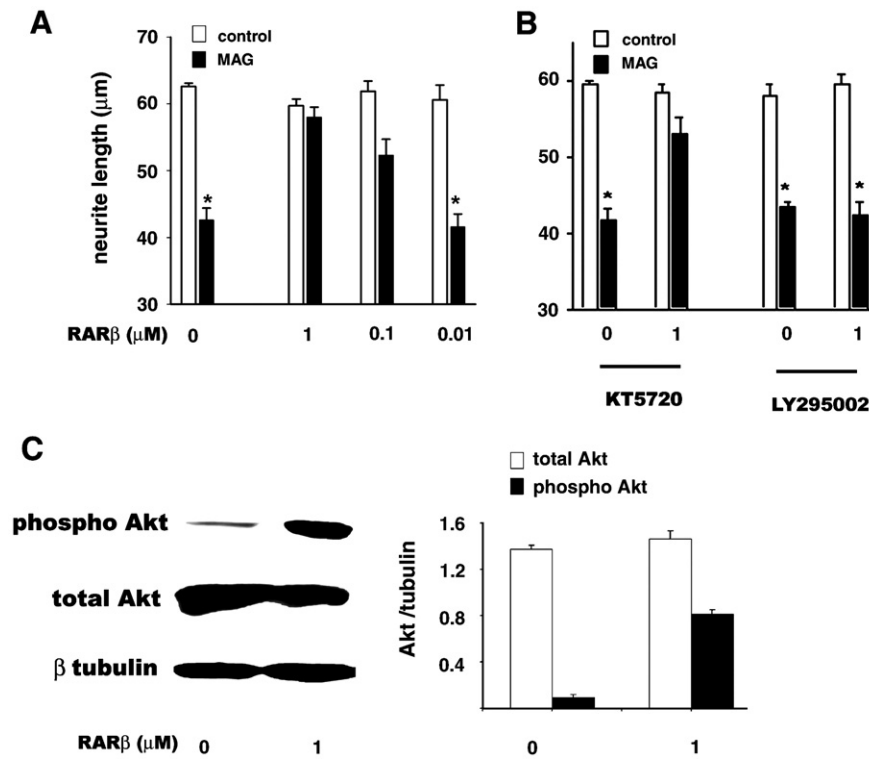 A
control
MAG
neurite length (μm)
70
60
50
40
30
*
*
RARβ (μM)
0
1
0.1
0.01
B
control
MAG
60
50
40
30
*
*
*
0
1
0
1
KT5720
LY295002
C
phospho Akt
total Akt
β tubulin
RARβ (μM)
0
1
total Akt
phospho Akt
Akt /tubulin
1.6
1.2
0.8
0.4
0
1